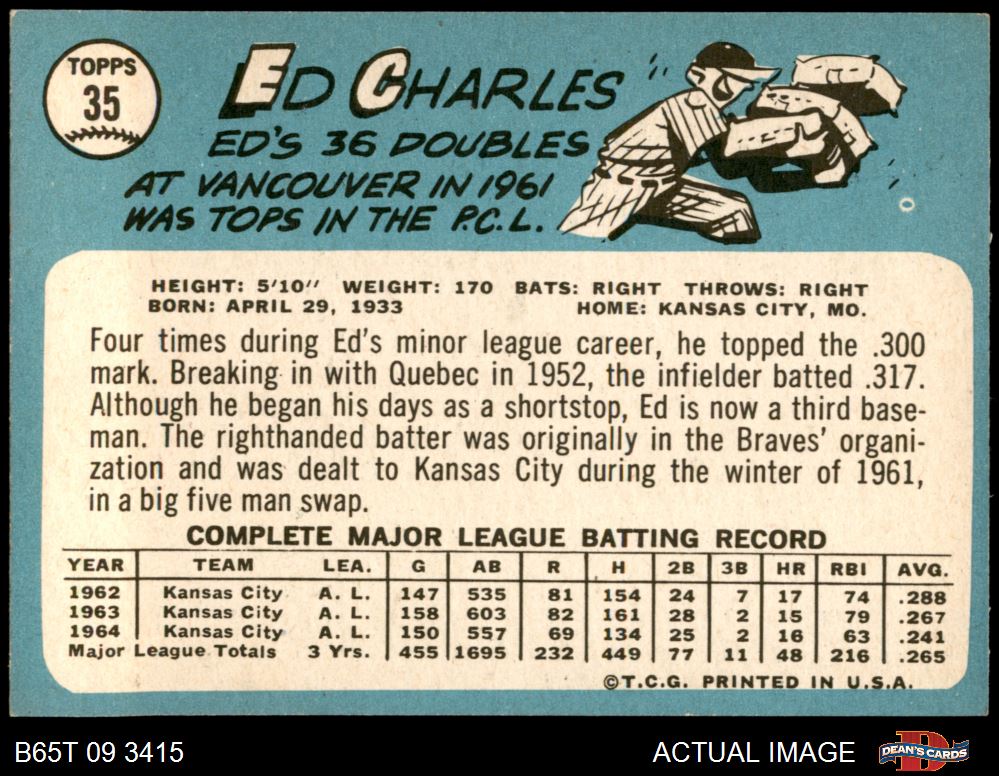 TOPPS
35
ED CHARLES
ED'S 36 DOUBLES
AT VANCOUVER IN 1961
WAS TOPS IN THE P.C.L.
HEIGHT: 5'10" WEIGHT: 170 BATS: RIGHT THROWS: RIGHT
BORN: APRIL 29, 1933 HOME: KANSAS CITY, MO.
Four times during Ed's minor league career, he topped the .300
mark. Breaking in with Quebec in 1952, the infielder batted .317.
Although he began his days as a shortstop, Ed is now a third base-
man. The righthanded batter was originally in the Braves' organi-
zation and was dealt to Kansas City during the winter of 1961,
in a big five man swap.
COMPLETE MAJOR LEAGUE BATTING RECORD
YEAR TEAM LEA. G AB R H 2B 3B HR RBI AVG.
1962 Kansas City A. L. 147 535 81 154 24 7 17 74 .288
1963 Kansas City A. L. 158 603 82 161 28 2 15 79 .267
1964 Kansas City A. L. 150 557 69 134 25 2 16 63 .241
Major League Totals 3 Yrs. 455 1695 232 449 77 11 48 216 .265
©T.C.G. PRINTED IN U.S.A.
B65T 09 3415 ACTUAL IMAGE DEAN'S CARDS